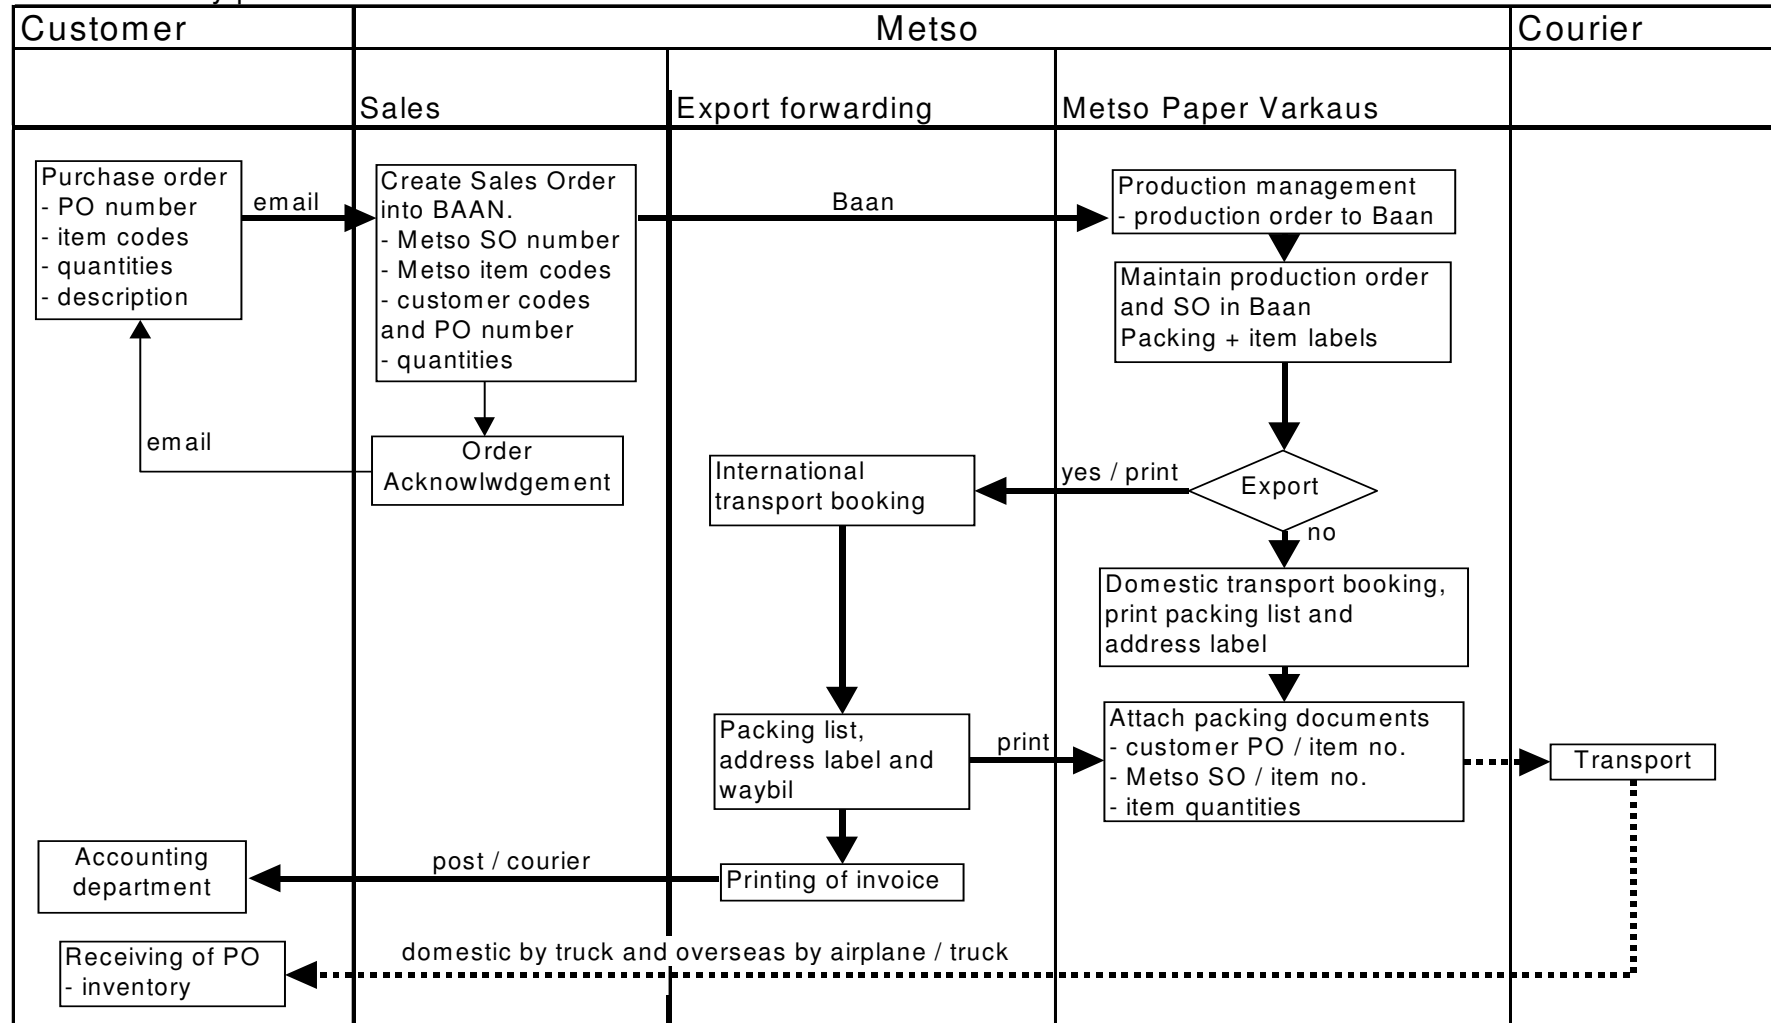 Customer
Metso
Courier
Sales
Export forwarding
Metso Paper Varkaus
Purchase order
- PO number
- item codes
- quantities
- description
email
Create Sales Order
into BAAN.
- Metso SO number
- Metso item codes
- customer codes
and PO number
- quantities
Baan
Production management
- production order to Baan
Maintain production order
and SO in Baan
Packing + item labels
email
Order
Acknowlwdgement
International
transport booking
yes / print
Export
no
Domestic transport booking,
print packing list and
address label
Packing list,
address label and
waybil
print
Attach packing documents
- customer PO / item no.
- Metso SO / item no.
- item quantities
Transport
Accounting
department
post / courier
Printing of invoice
Receiving of PO
- inventory
domestic by truck and overseas by airplane / truck